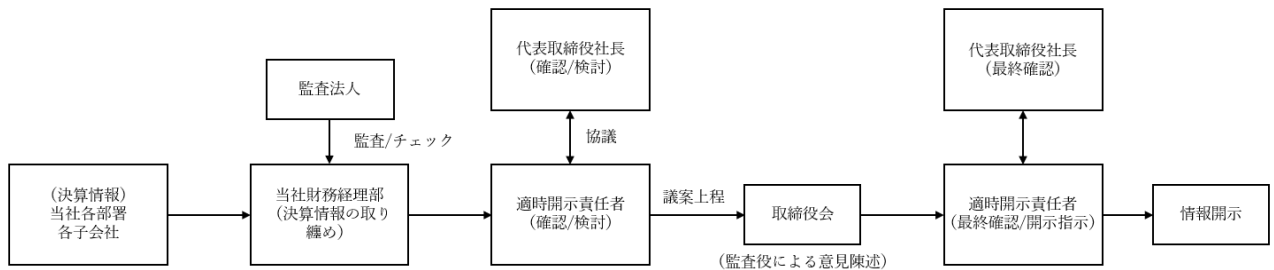 (決算情報)
当社各部署
各子会社
監査法人
監査/チェック
当社財務経理部
(決算情報の取り
纏め)
代表取締役社長
(確認/検討)
協議
適時開示責任者
(確認/検討)
議案上程
取締役会
(監査役による意見陳述)
代表取締役社長
(最終確認)
適時開示責任者
(最終確認/開示指示)
情報開示